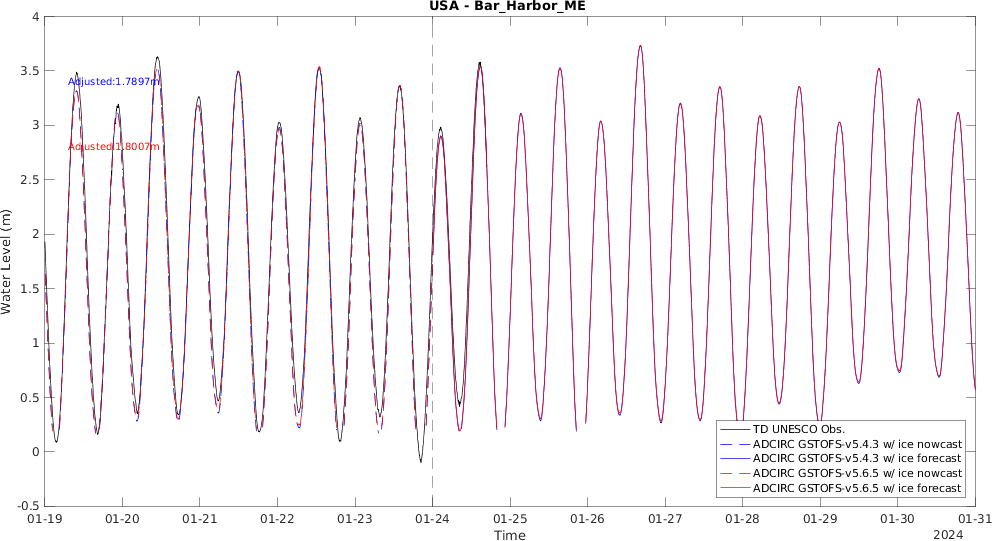 USA - Bar_Harbor_ME
4
3.5
3
2.5
2
1.5
1
0.5
0
-0.5
Water Level (m)
Adjusted:1.7897m
Adjusted:1.8007m
TD UNESCO Obs.
ADCIRC GSTOFS-v5.4.3 w/ ice nowcast
ADCIRC GSTOFS-v5.4.3 w/ ice forecast
ADCIRC GSTOFS-v5.6.5 w/ ice nowcast
ADCIRC GSTOFS-v5.6.5 w/ ice forecast
01-19 01-20 01-21 01-22 01-23 01-24 01-25 01-26 01-27 01-28 01-29 01-30 01-31
Time
2024